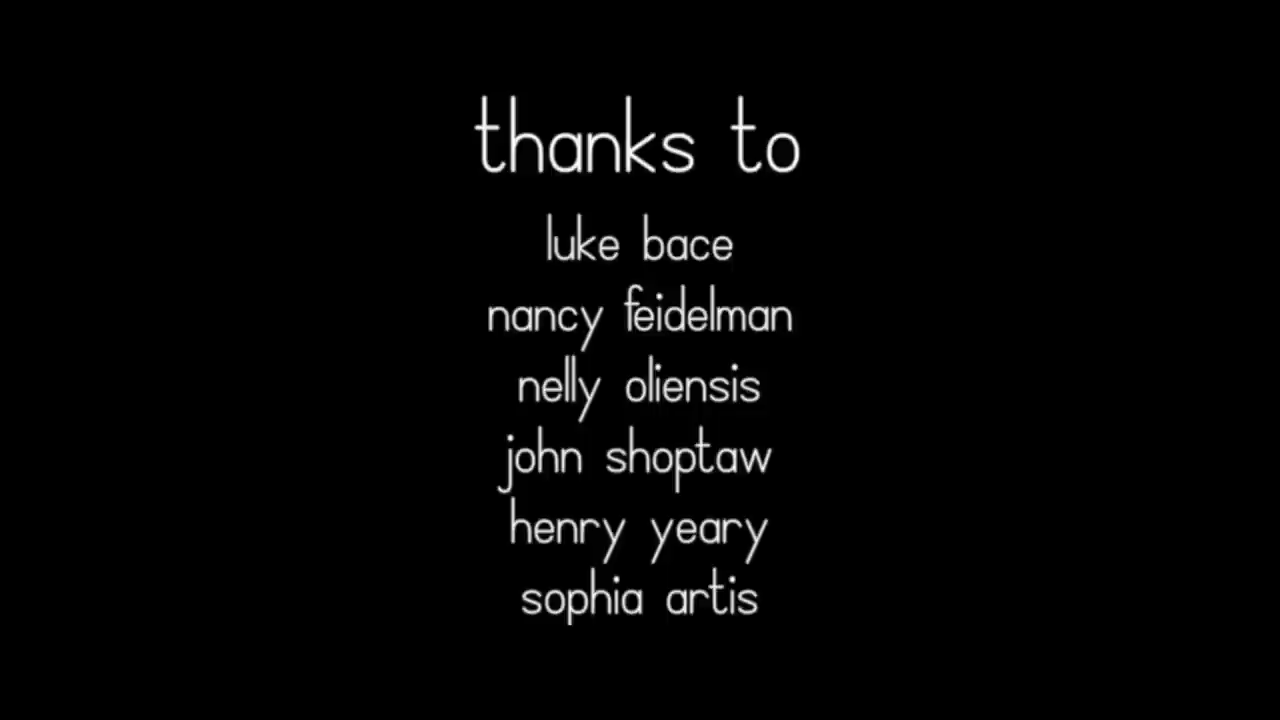 thanks to
luke bace
nancy feidelman
nelly oliensis
john shoptaw
henry yeary
sophia artis